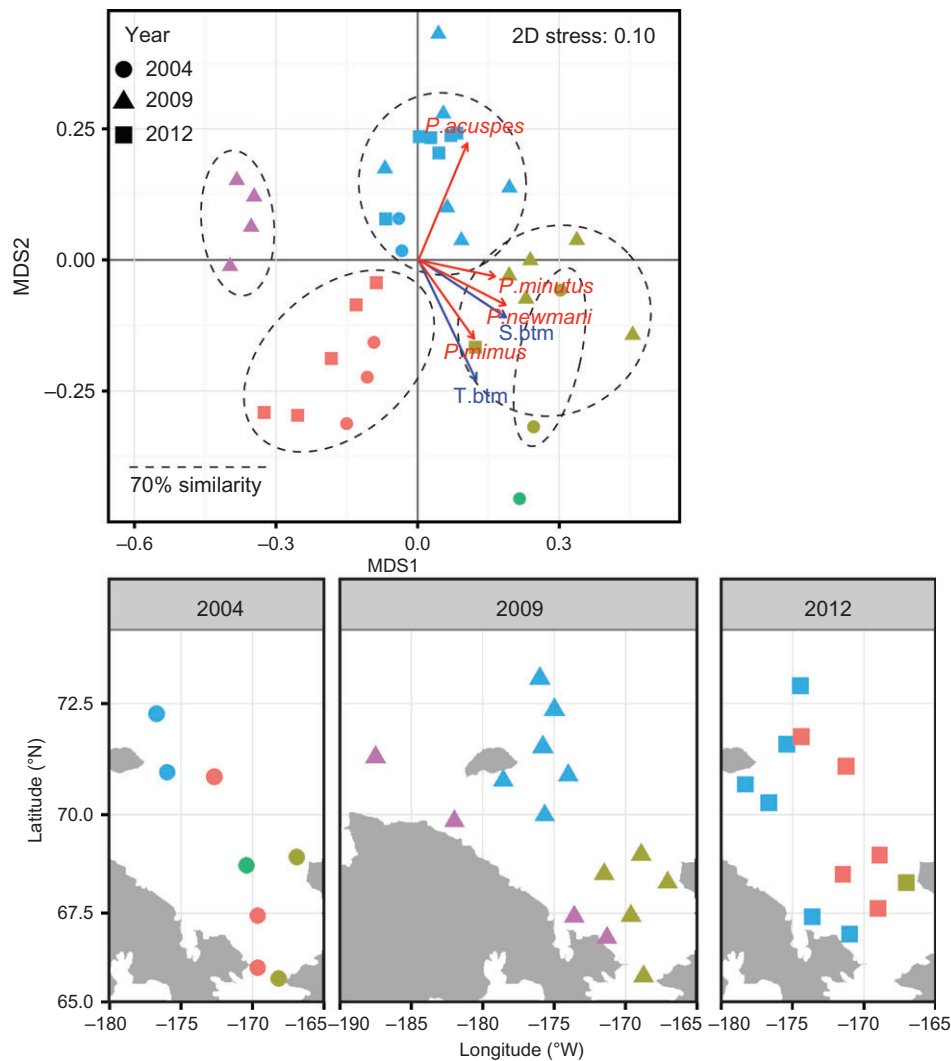 Year
2004
2009
2012
2D stress: 0.10
0.25
0.00
−0.25
MDS2
P.acuspes
P.minutus
P.newmani
S.btm
P.mimus
T.btm
70% similarity
−0.6 −0.3 0.0 0.3
MDS1
2004 2009 2012
72.5
70.0
67.5
65.0
Latitude (°N)
−180 −175 −170 −165 −190 −185 −180 −175 −170 −165 −180 −175 −170 −165
Longitude (°W)